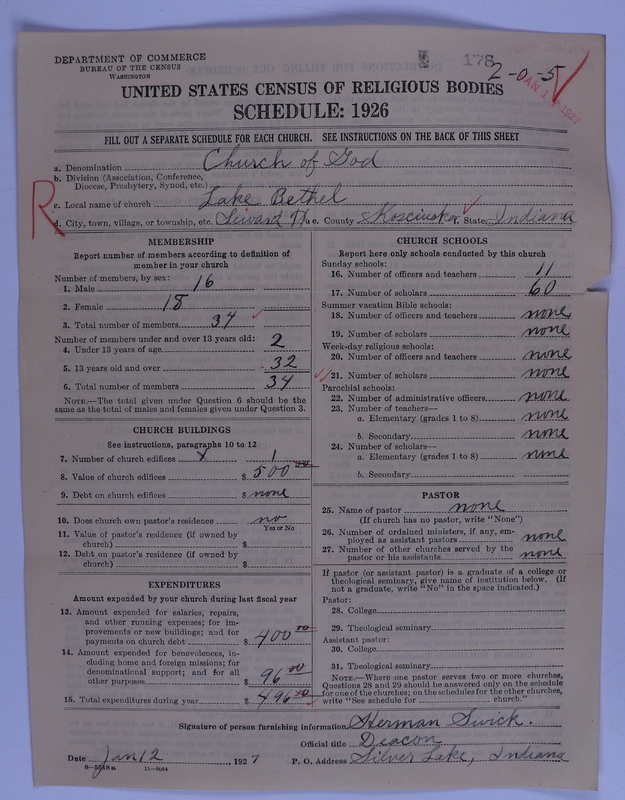 DEPARTMENT OF COMMERCE
BUREAU OF THE CENSUS
WASHINGTON
178
2-0-5
JAN 1 1927
UNITED STATES CENSUS OF RELIGIOUS BODIES
SCHEDULE: 1926
FILL OUT A SEPARATE SCHEDULE FOR EACH CHURCH. SEE INSTRUCTIONS ON THE BACK OF THIS SHEET
a. Denomination Church of God
b. Division (Association, Conference, Diocese, Presbytery, Synod, etc.)
c. Local name of church Lake Bethel
R
d. City, town, village, or township, etc. Seward e. County Kosciusko f. State Indiana
MEMBERSHIP
Report number of members according to definition of
member in your church
Number of members, by sex:
1. Male 16
2. Female 18
3. Total number of members 34
Number of members under and over 13 years old:
4. Under 13 years of age 2
5. 13 years old and over 32
6. Total number of members 34
NOTE.—The total given under Question 6 should be
the same as the total of males and females given under Question 3.
CHURCH BUILDINGS
See instructions, paragraphs 10 to 12
7. Number of church edifices x 1
8. Value of church edifices $ 500 00
9. Debt on church edifices $ none
10. Does church own pastor's residence no
Yes or No
11. Value of pastor's residence (if owned by
church) $
12. Debt on pastor's residence (if owned by
church) $
EXPENDITURES
Amount expended by your church during last fiscal year
13. Amount expended for salaries, repairs,
and other running expenses; for im-
provements or new buildings; and for
payments on church debt $ 400 00
14. Amount expended for benevolences, in-
cluding home and foreign missions; for
denominational support; and for all
other purposes $ 96 00
15. Total expenditures during year $ 496 00
CHURCH SCHOOLS
Report here only schools conducted by this church
Sunday schools:
16. Number of officers and teachers 11
17. Number of scholars 60
Summer vacation Bible schools:
18. Number of officers and teachers none
19. Number of scholars none
Week-day religious schools:
20. Number of officers and teachers none
21. Number of scholars none
Parochial schools:
22. Number of administrative officers none
23. Number of teachers—
a. Elementary (grades 1 to 8) none
b. Secondary none
24. Number of scholars—
a. Elementary (grades 1 to 8) none
b. Secondary
PASTOR
25. Name of pastor none
(If church has no pastor, write "None")
26. Number of ordained ministers, if any, em-
ployed as assistant pastors none
27. Number of other churches served by the
pastor or his assistants none
If pastor (or assistant pastor) is a graduate of a college or
theological seminary, give name of institution below. (If
not a graduate, write "No" in the space indicated.)
Pastor:
28. College
29. Theological seminary
Assistant pastor:
30. College
31. Theological seminary
NOTE.—Where one pastor serves two or more churches,
Questions 28 and 29 should be answered only on the schedule
for one of the churches; on the schedules for the other churches,
write "See schedule for church."
Signature of person furnishing information Herman Swick.
Official title Deacon
Date Jan 12, 1927 P. O. Address Silver Lake, Indiana
8-5518a 11-9054